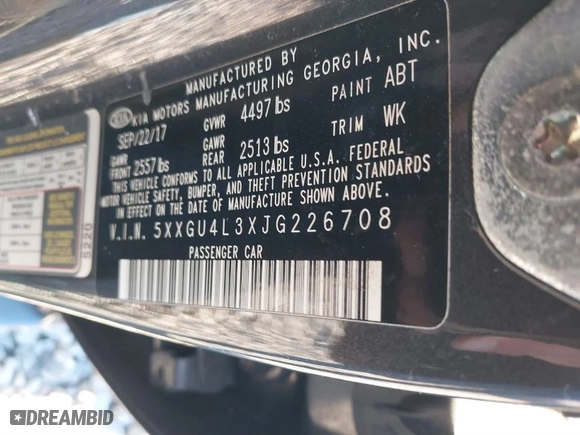 MANUFACTURED BY
KIA KIA MOTORS MANUFACTURING GEORGIA, INC.
SEP/22/17 GVWR 4497 lbs PAINT ABT
GAWR FRONT 2557 lbs GAWR REAR 2513 lbs TRIM WK
THIS VEHICLE CONFORMS TO ALL APPLICABLE U.S.A. FEDERAL
MOTOR VEHICLE SAFETY, BUMPER, AND THEFT PREVENTION STANDARDS
IN EFFECT ON THE DATE OF MANUFACTURE SHOWN ABOVE.
V.I.N. 5XXGU4L3XJG226708
PASSENGER CAR
5220
DREAMBID